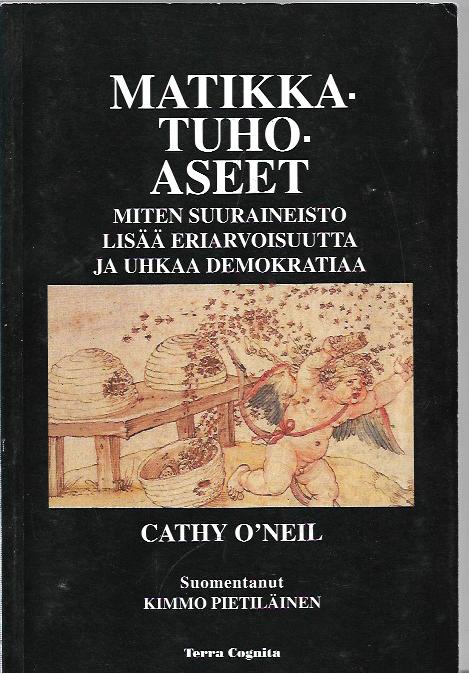 MATIKKA-
TUHO-
ASEET
MITEN SUURAINEISTO
LISÄÄ ERIARVOISUUTTA
JA UHKAA DEMOKRATIAA
CATHY O'NEIL
Suomentanut
KIMMO PIETILÄINEN
Terra Cognita